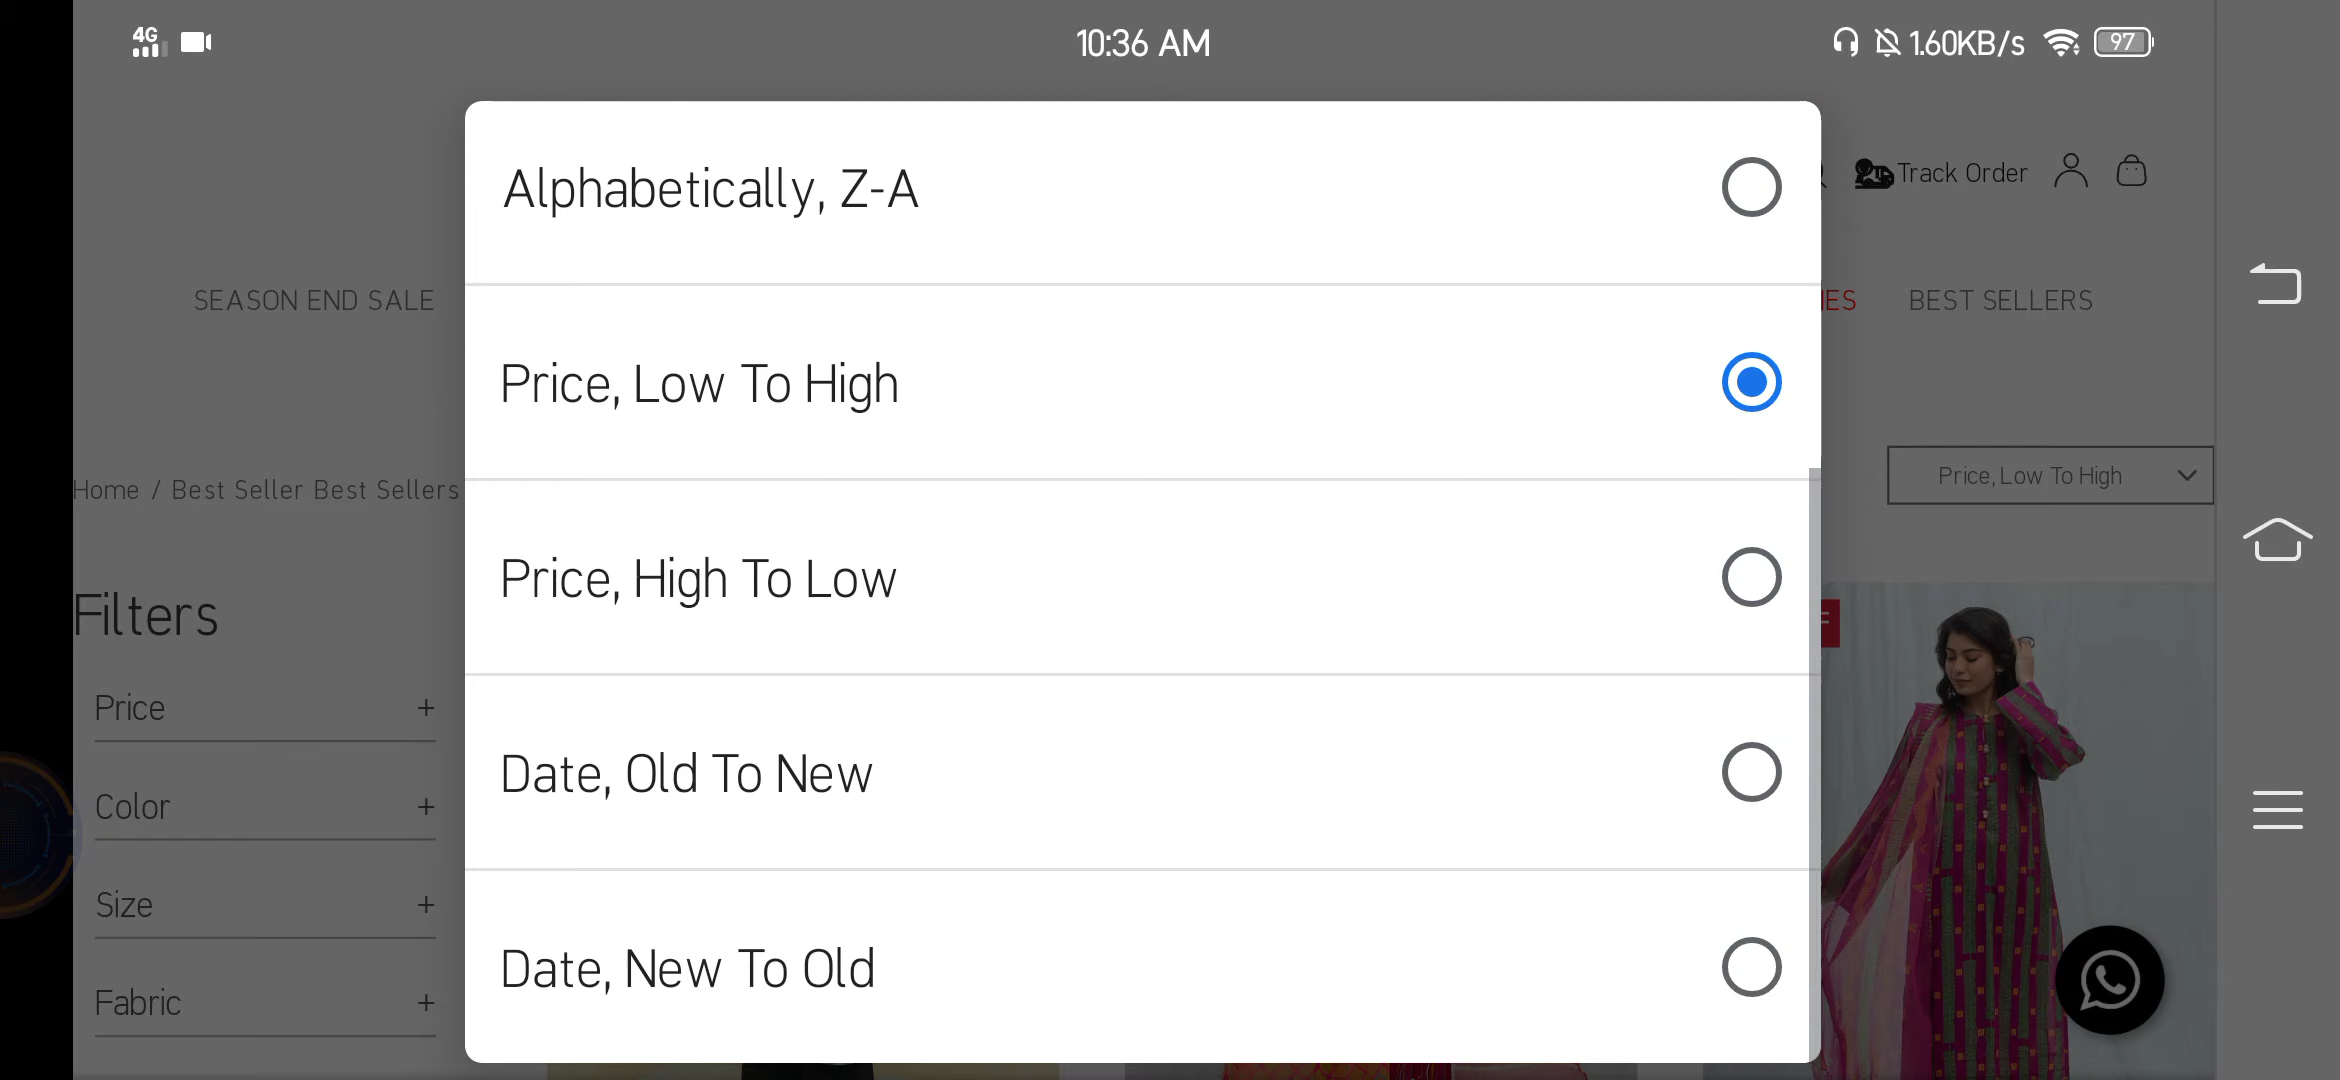 4G
10:36 AM
1.60KB/s
97
Track Order
SEASON END SALE
IES
BEST SELLERS
Home / Best Seller Best Sellers
Price, Low To High
Filters
Price +
Color +
Size +
Fabric +
Alphabetically, Z-A
Price, Low To High
Price, High To Low
Date, Old To New
Date, New To Old